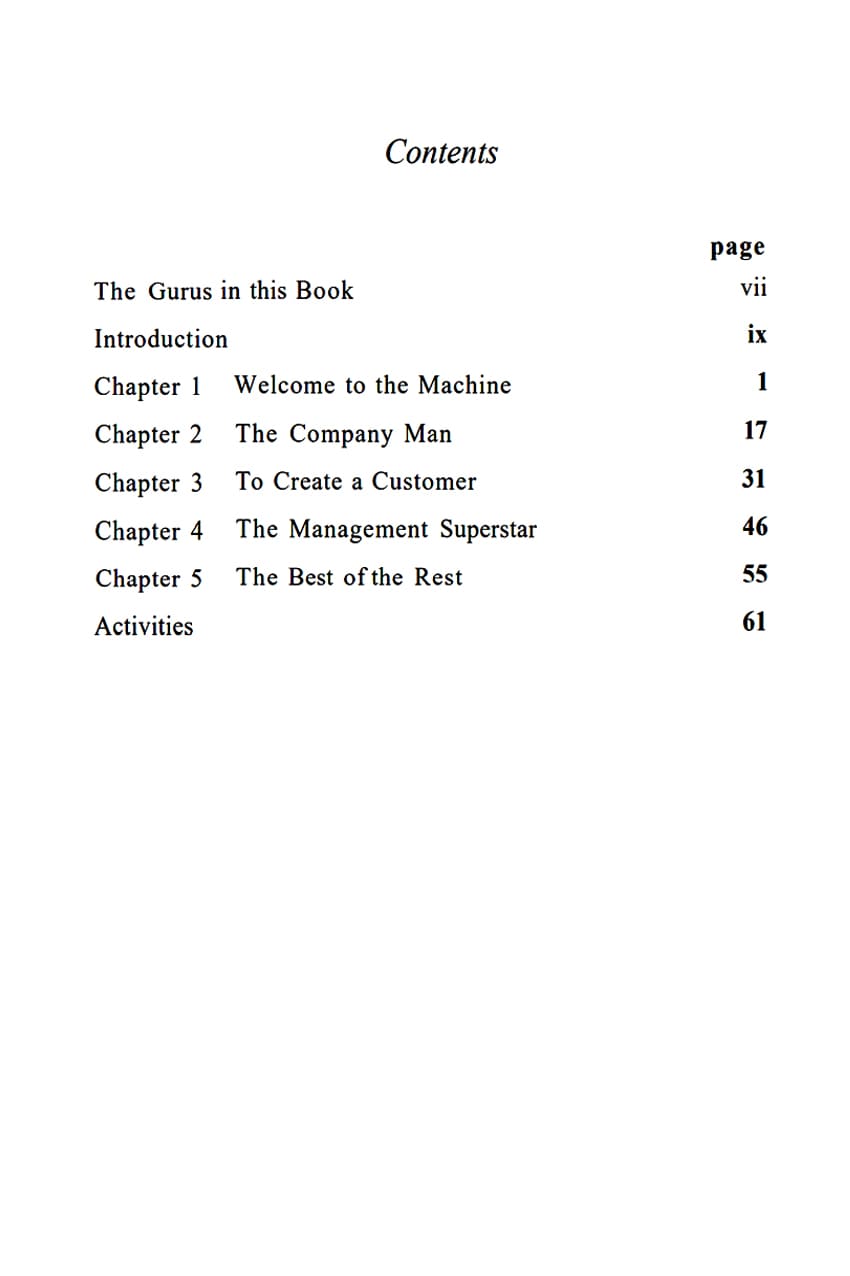 Contents
page
The Gurus in this Book vii
Introduction ix
Chapter 1 Welcome to the Machine 1
Chapter 2 The Company Man 17
Chapter 3 To Create a Customer 31
Chapter 4 The Management Superstar 46
Chapter 5 The Best of the Rest 55
Activities 61